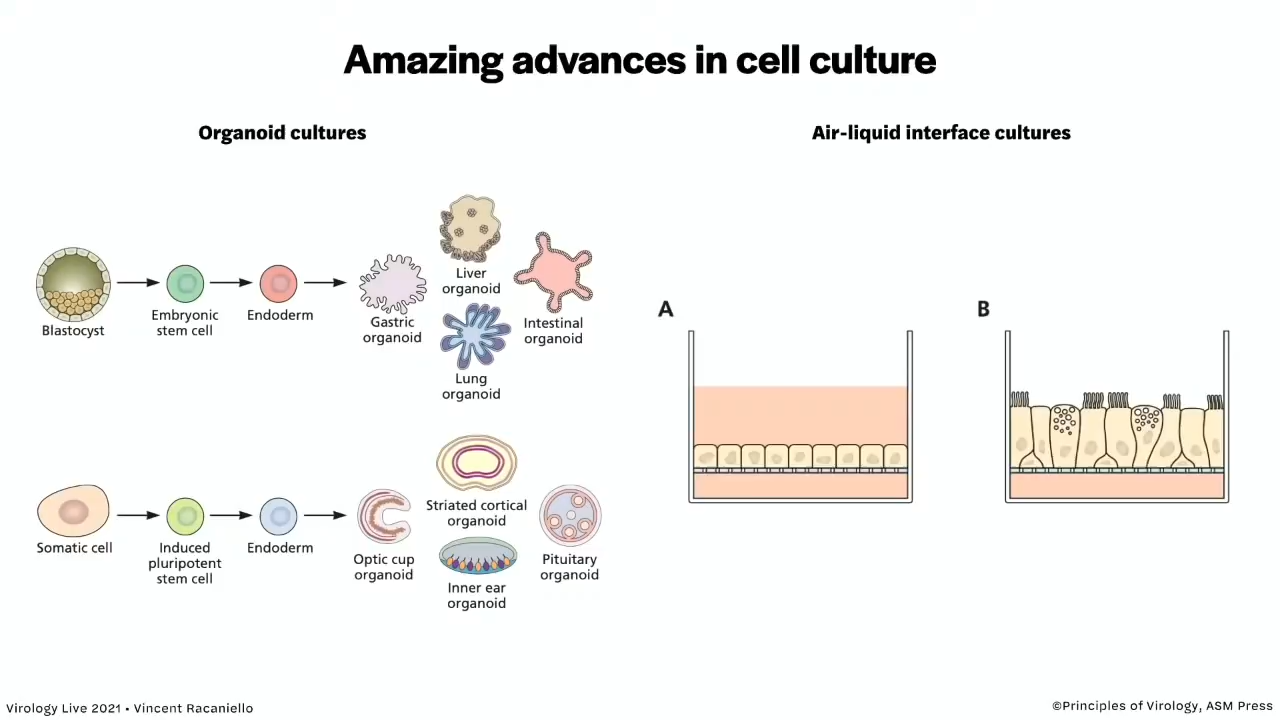 Amazing advances in cell culture
Organoid cultures
Air-liquid interface cultures
Blastocyst
Embryonic
stem cell
Endoderm
Gastric
organoid
Liver
organoid
Lung
organoid
Intestinal
organoid
Somatic cell
Induced
pluripotent
stem cell
Endoderm
Optic cup
organoid
Striated cortical
organoid
Inner ear
organoid
Pituitary
organoid
A
B
Virology Live 2021 • Vincent Racaniello
©Principles of Virology, ASM Press